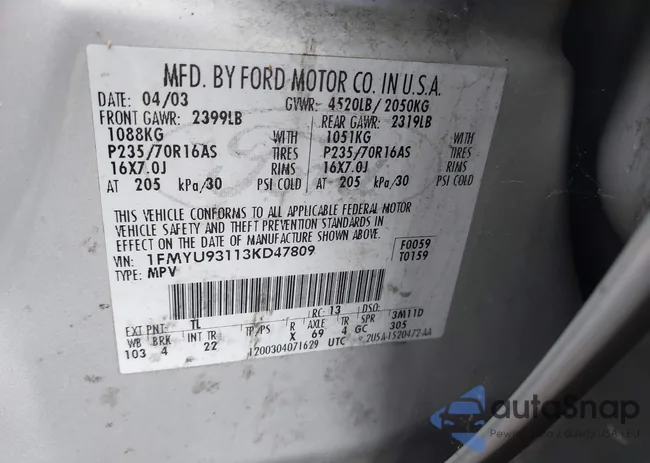 MFD. BY FORD MOTOR CO. IN U.S.A.
DATE: 04/03 GVWR: 4520LB/ 2050KG
FRONT GAWR: 2399LB REAR GAWR: 2319LB
1088KG WITH 1051KG WITH
P235/70R16AS TIRES P235/70R16AS TIRES
16X7.0J RIMS 16X7.0J RIMS
AT 205 kPa/30 PSI COLD AT 205 kPa/30 PSI COLD
THIS VEHICLE CONFORMS TO ALL APPLICABLE FEDERAL MOTOR
VEHICLE SAFETY AND THEFT PREVENTION STANDARDS IN
EFFECT ON THE DATE OF MANUFACTURE SHOWN ABOVE.
VIN: 1FMYU93113KD47809 F0059
TYPE: MPV T0159
EXT PNT: TL RC: 13 DSO:
WB BRK INT TR TP/PS R AXLE TR SPR 3M11D
103 4 22 X 69 4 GC 305
1200304071629 UTC 2U5A-1520472-AA
autoSnap